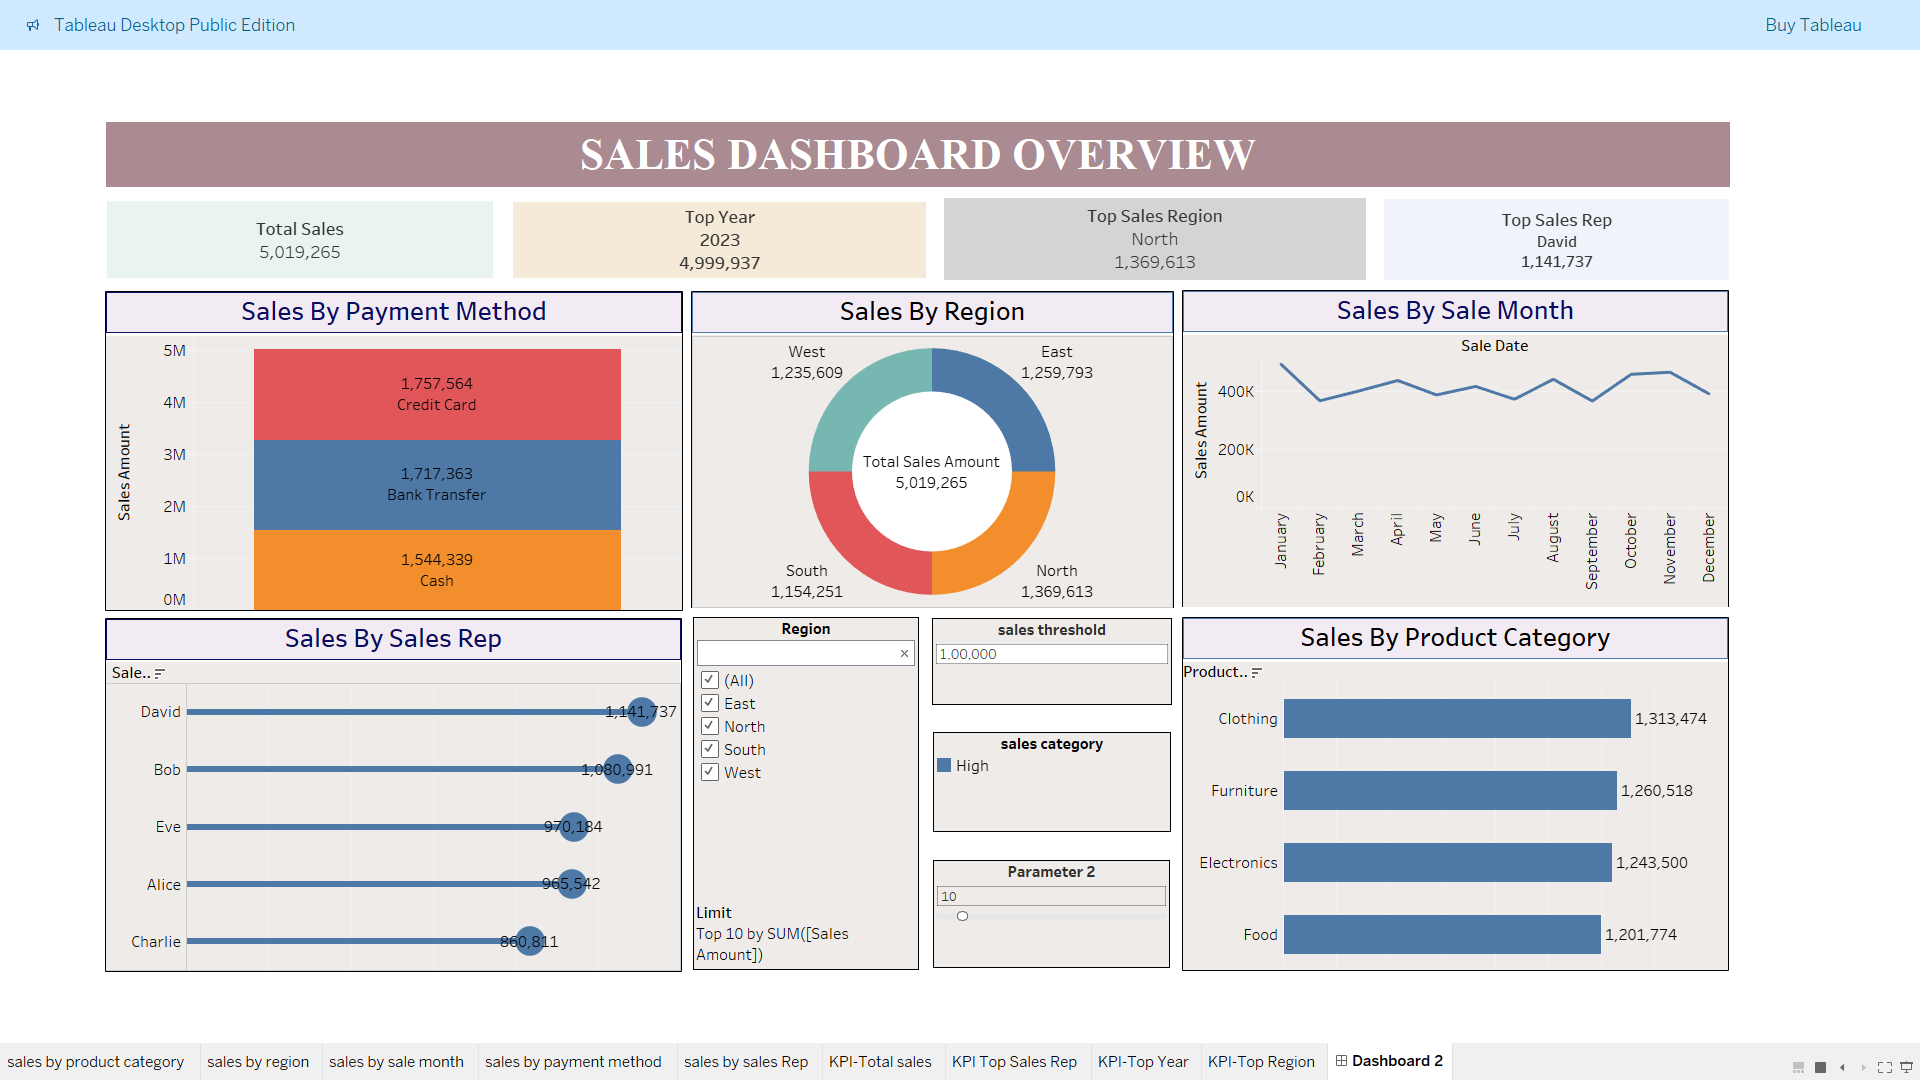 Tableau Desktop Public Edition
Buy Tableau
SALES DASHBOARD OVERVIEW
Total Sales
5,019,265
Top Year
2023
4,999,937
Top Sales Region
North
1,369,613
Top Sales Rep
David
1,141,737
Sales By Payment Method
5M
4M
3M
2M
1M
0M
Sales Amount
1,757,564
Credit Card
1,717,363
Bank Transfer
1,544,339
Cash
Sales By Region
West
1,235,609
East
1,259,793
Total Sales Amount
5,019,265
South
1,154,251
North
1,369,613
Sales By Sale Month
Sale Date
Sales Amount
400K
200K
0K
January
February
March
April
May
June
July
August
September
October
November
December
Sales By Sales Rep
Sale..
David
1,141,737
Bob
1,080,991
Eve
970,184
Alice
965,542
Charlie
860,811
Region
(All)
East
North
South
West
Limit
Top 10 by SUM([Sales
Amount])
sales threshold
1,00,000
sales category
High
Parameter 2
10
Sales By Product Category
Product..
Clothing
1,313,474
Furniture
1,260,518
Electronics
1,243,500
Food
1,201,774
sales by product category
sales by region
sales by sale month
sales by payment method
sales by sales Rep
KPI-Total sales
KPI Top Sales Rep
KPI-Top Year
KPI-Top Region
Dashboard 2